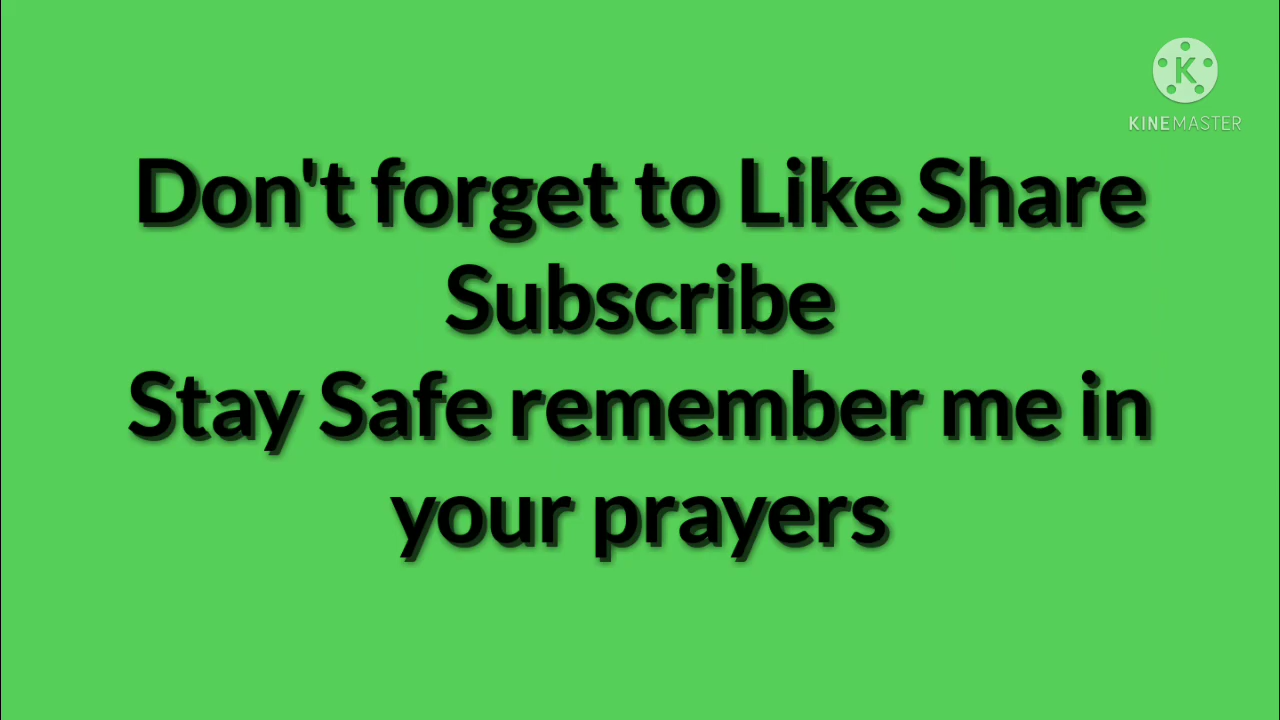 K
KINEMASTER
Don't forget to Like Share
Subscribe
Stay Safe remember me in
your prayers